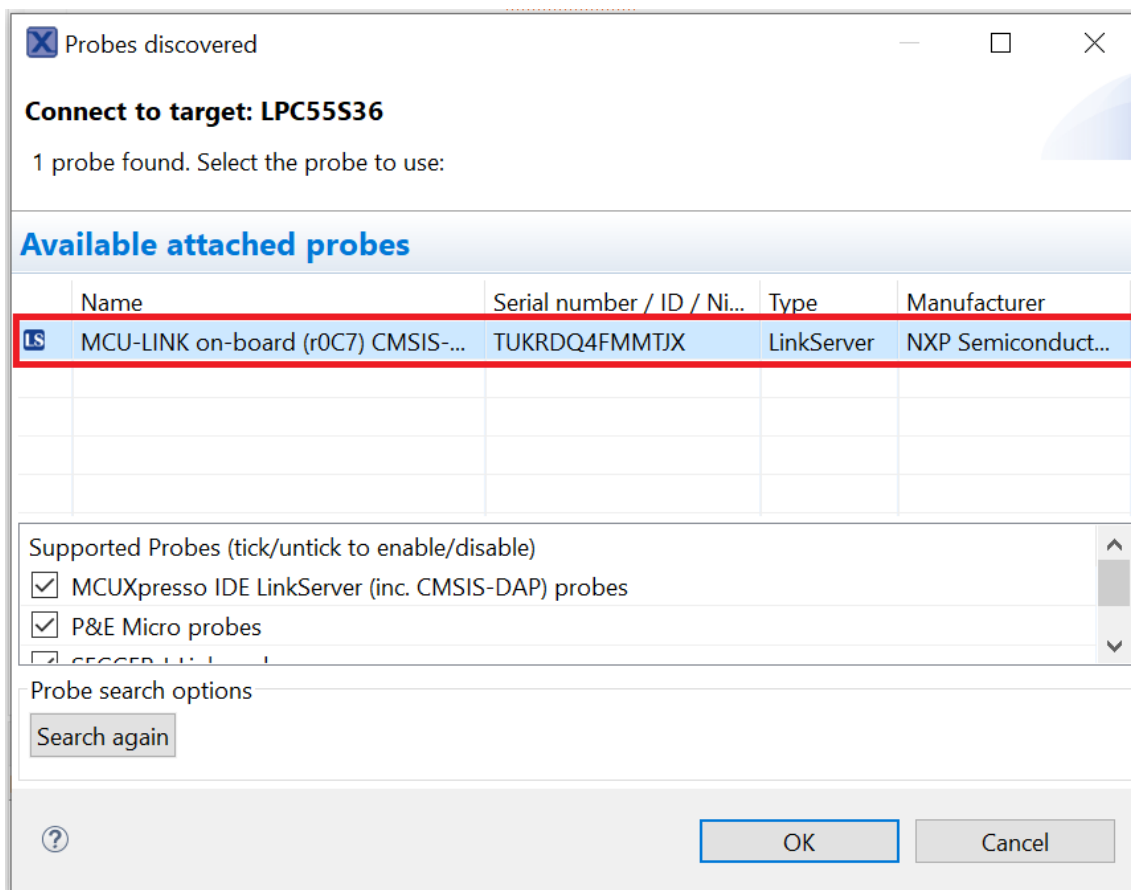 Probes discovered
Connect to target: LPC55S36
1 probe found. Select the probe to use:
Available attached probes
Name Serial number / ID / Ni... Type Manufacturer
LS MCU-LINK on-board (r0C7) CMSIS-... TUKRDQ4FMMTJX LinkServer NXP Semiconduct...
Supported Probes (tick/untick to enable/disable)
MCUXpresso IDE LinkServer (inc. CMSIS-DAP) probes
P&E Micro probes
Probe search options
Search again
OK Cancel